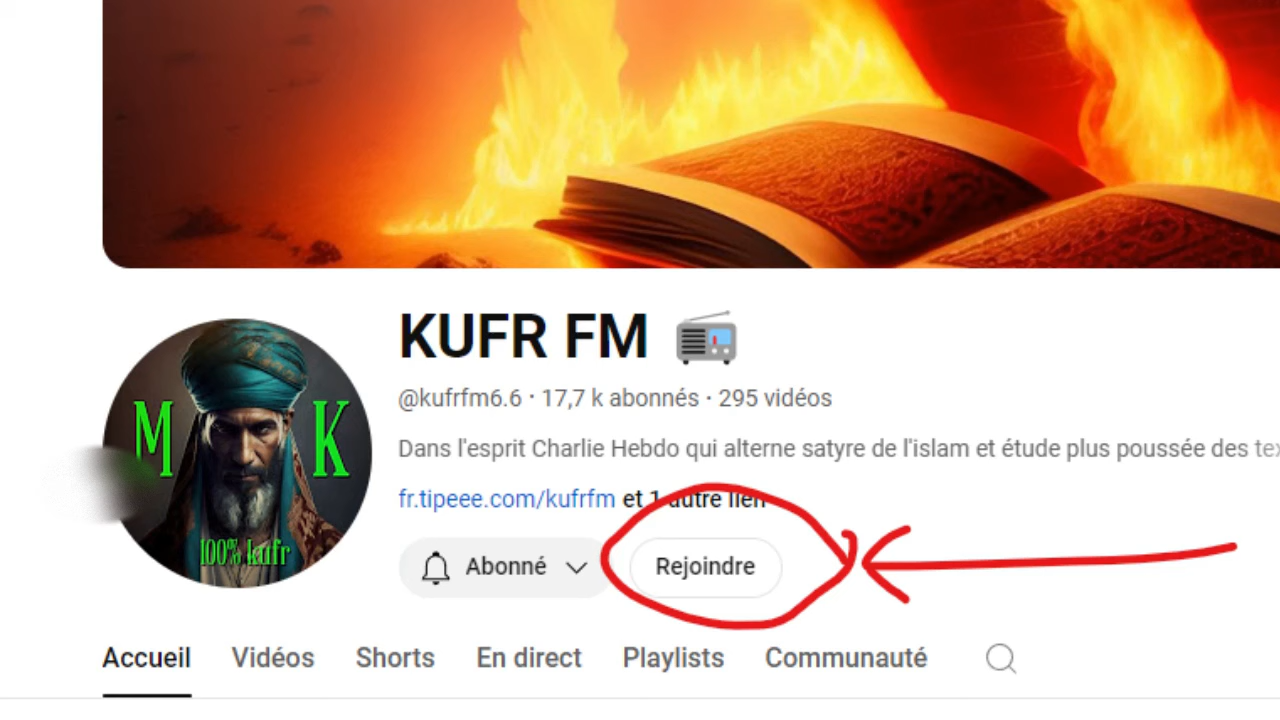 KUFR FM
@kufrfm6.6 · 17,7 k abonnés · 295 vidéos
Dans l'esprit Charlie Hebdo qui alterne satyre de l'islam et étude plus poussée des tex
M K
100% kufr
fr.tipeee.com/kufrfm et 1 autre lien
Abonné Rejoindre
Accueil Vidéos Shorts En direct Playlists Communauté